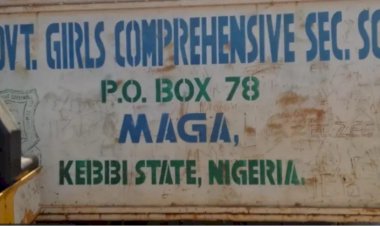 OVT. GIRLS COMPREHENSIVE SEC. SC
P.O. BOX 78
MAGA,
KEBBI STATE, NIGERIA.